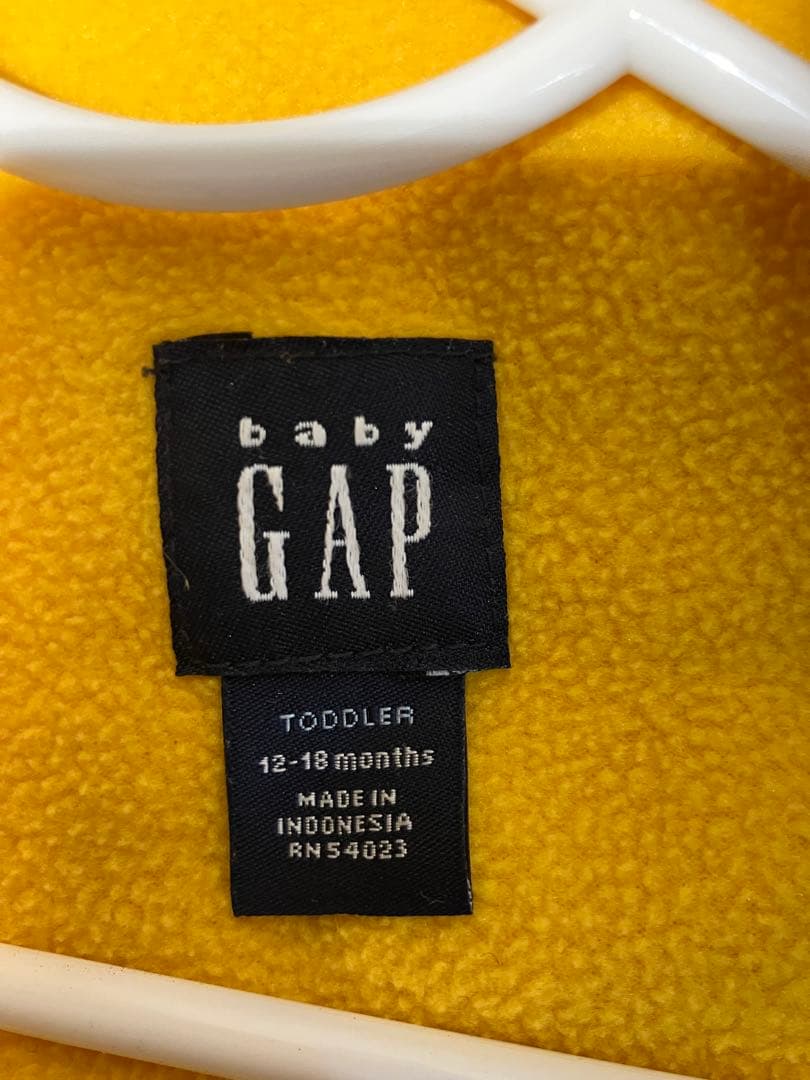 baby
GAP
TODDLER
12-18 months
MADE IN
INDONESIA
RN54023